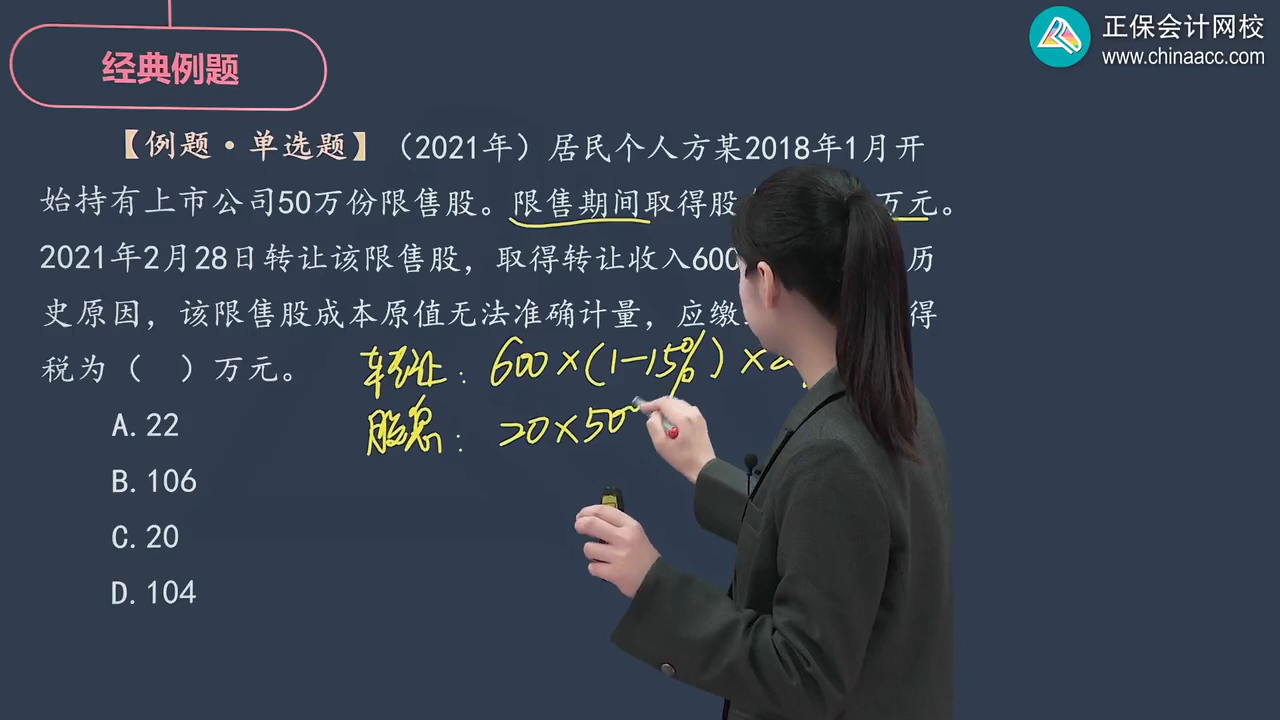 正保会计网校
www.chinaacc.com
经典例题
【例题·单选题】（2021年）居民个人方某2018年1月开
始持有上市公司50万份限售股。限售期间取得股 万元。
2021年2月28日转让该限售股，取得转让收入600 历
史原因，该限售股成本原值无法准确计量，应缴 得
税为（ ）万元。
转让：600×(1-15%)×2
股息：20×50
A. 22
B. 106
C. 20
D. 104